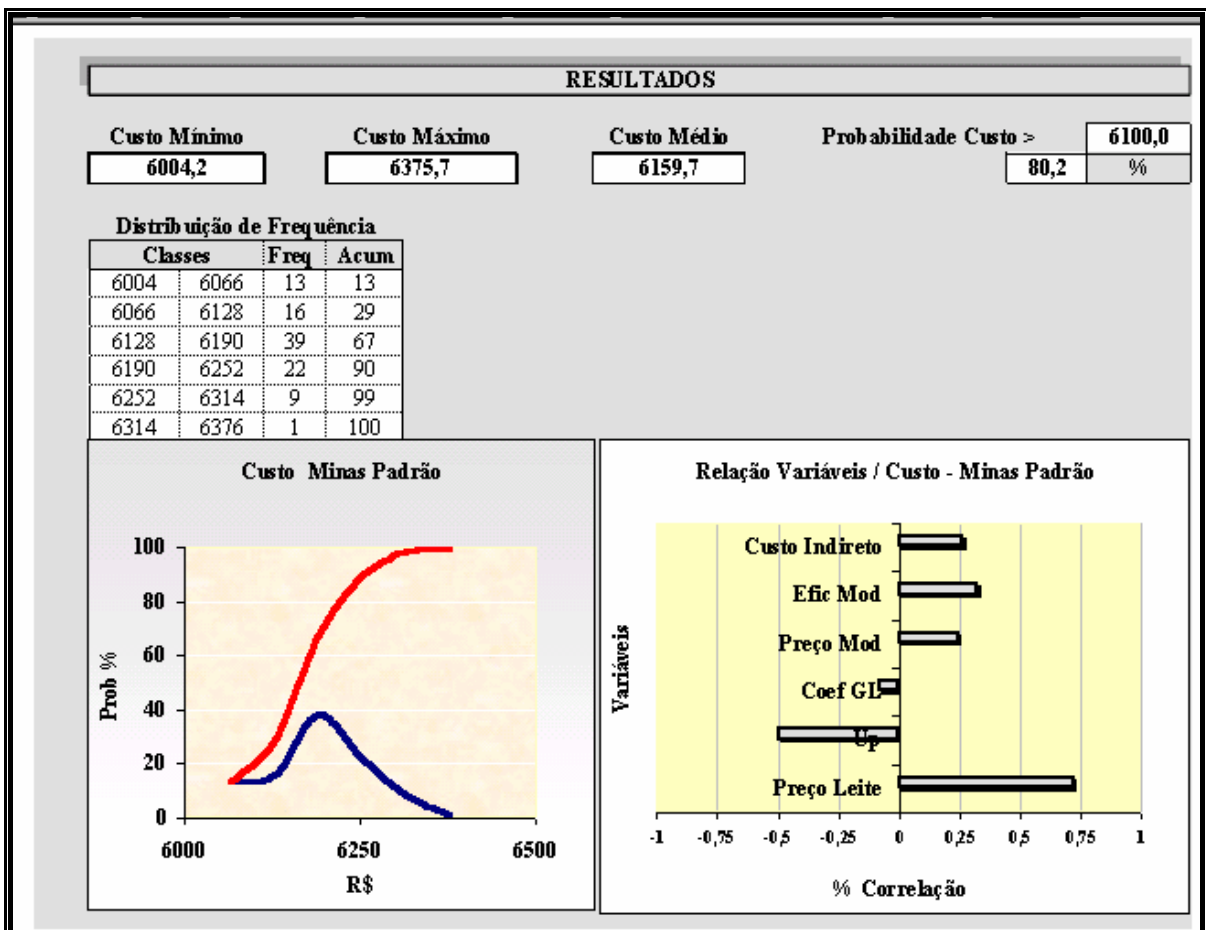 RESULTADOS
Custo Mínimo Custo Máximo Custo Médio Probabilidade Custo > 6100,0
6004,2 6375,7 6159,7 80,2 %
Distribuição de Frequência
Classes Freq Acum
6004 6066 13 13
6066 6128 16 29
6128 6190 39 67
6190 6252 22 90
6252 6314 9 99
6314 6376 1 100
Custo Minas Padrão
100
80
60
40
20
0
Prob %
6000 6250 6500
R$
Relação Variáveis / Custo - Minas Padrão
Variáveis
Custo Indireto
Efic Mod
Preço Mod
Coef GL
Up
Preço Leite
-1 -0,75 -0,5 -0,25 0 0,25 0,5 0,75 1
% Correlação